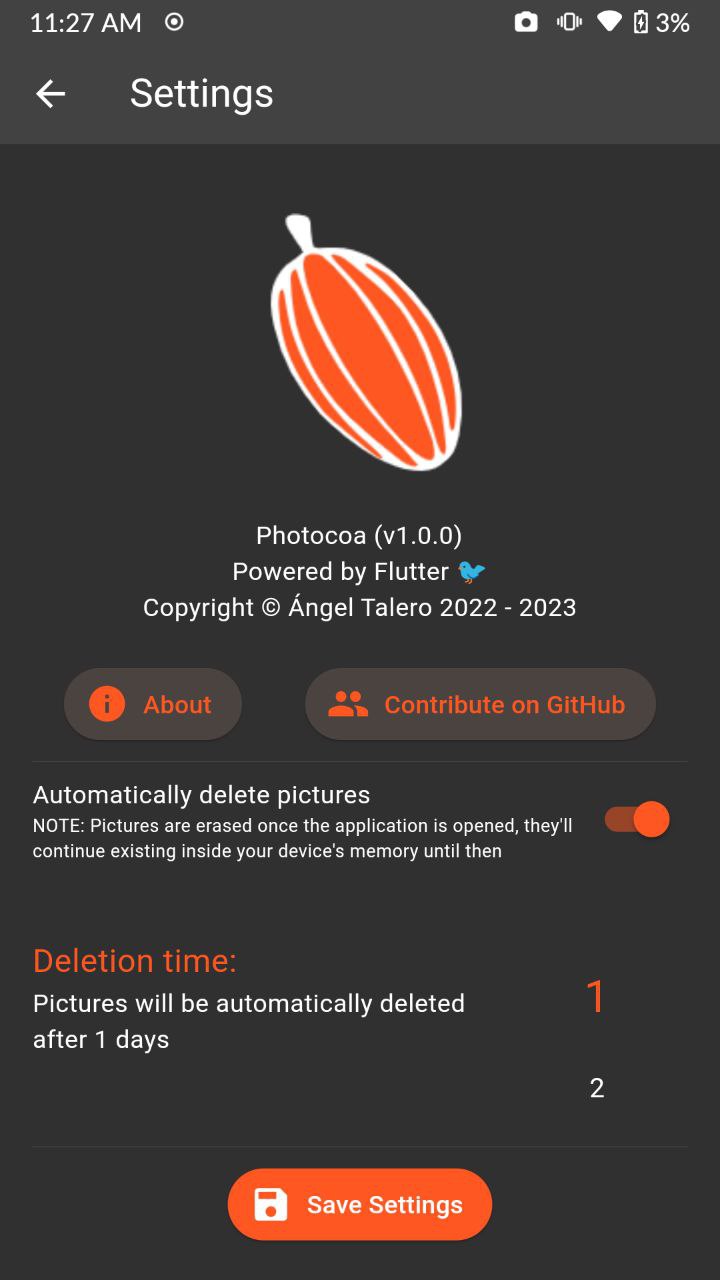 11:27 AM 3%
Settings
Photocoa (v1.0.0)
Powered by Flutter 🐦
Copyright © Ángel Talero 2022 - 2023
About
Contribute on GitHub
Automatically delete pictures
NOTE: Pictures are erased once the application is opened, they'll
continue existing inside your device's memory until then
Deletion time:
Pictures will be automatically deleted
after 1 days
1
2
Save Settings